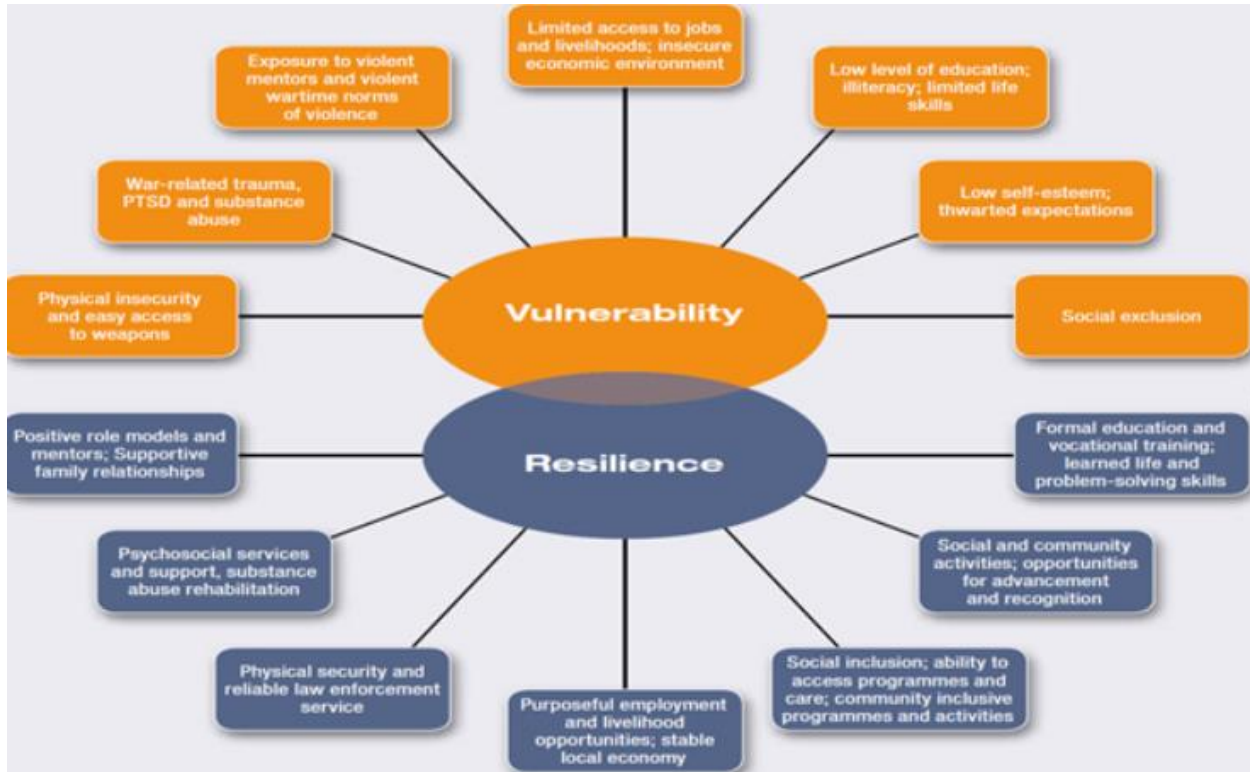 Limited access to jobs
and livelihoods; insecure
economic environment
Exposure to violent
mentors and violent
wartime norms
of violence
Low level of education;
illiteracy; limited life
skills
War-related trauma,
PTSD and substance
abuse
Low self-esteem;
thwarted expectations
Physical insecurity
and easy access
to weapons
Vulnerability
Social exclusion
Positive role models and
mentors; Supportive
family relationships
Resilience
Formal education and
vocational training;
learned life and
problem-solving skills
Psychosocial services
and support, substance
abuse rehabilitation
Social and community
activities; opportunities
for advancement
and recognition
Physical security and
reliable law enforcement
service
Purposeful employment
and livelihood
opportunities; stable
local economy
Social inclusion; ability to
access programmes and
care; community inclusive
programmes and activities